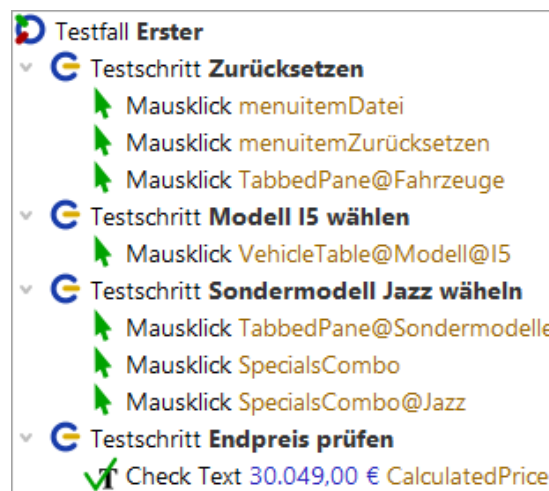 Testfall Erster
Testschritt Zurücksetzen
Mausklick menuitemDatei
Mausklick menuitemZurücksetzen
Mausklick TabbedPane@Fahrzeuge
Testschritt Modell I5 wählen
Mausklick VehicleTable@Modell@I5
Testschritt Sondermodell Jazz wäheln
Mausklick TabbedPane@Sondermodelle
Mausklick SpecialsCombo
Mausklick SpecialsCombo@Jazz
Testschritt Endpreis prüfen
Check Text 30.049,00 € CalculatedPrice